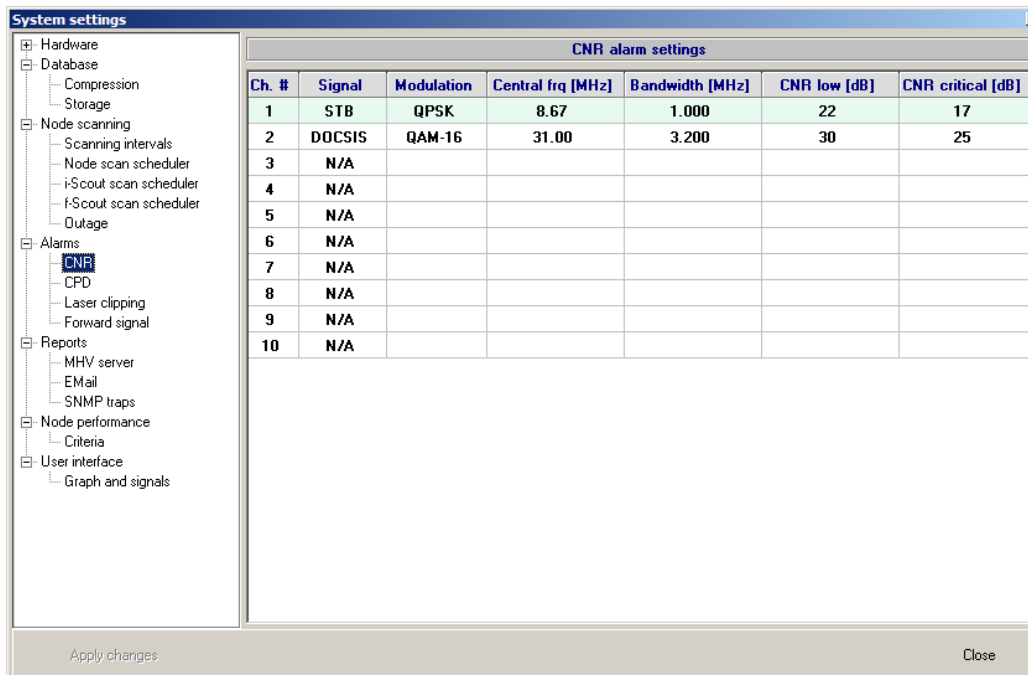 System settings
Hardware
Database
Compression
Storage
Node scanning
Scanning intervals
Node scan scheduler
i-Scout scan scheduler
f-Scout scan scheduler
Outage
Alarms
CNR
CPD
Laser clipping
Forward signal
Reports
MHV server
EMail
SNMP traps
Node performance
Criteria
User interface
Graph and signals
CNR alarm settings
Ch. # Signal Modulation Central frq [MHz] Bandwidth [MHz] CNR low [dB] CNR critical [dB]
1 STB QPSK 8.67 1.000 22 17
2 DOCSIS QAM-16 31.00 3.200 30 25
3 N/A
4 N/A
5 N/A
6 N/A
7 N/A
8 N/A
9 N/A
10 N/A
Apply changes Close